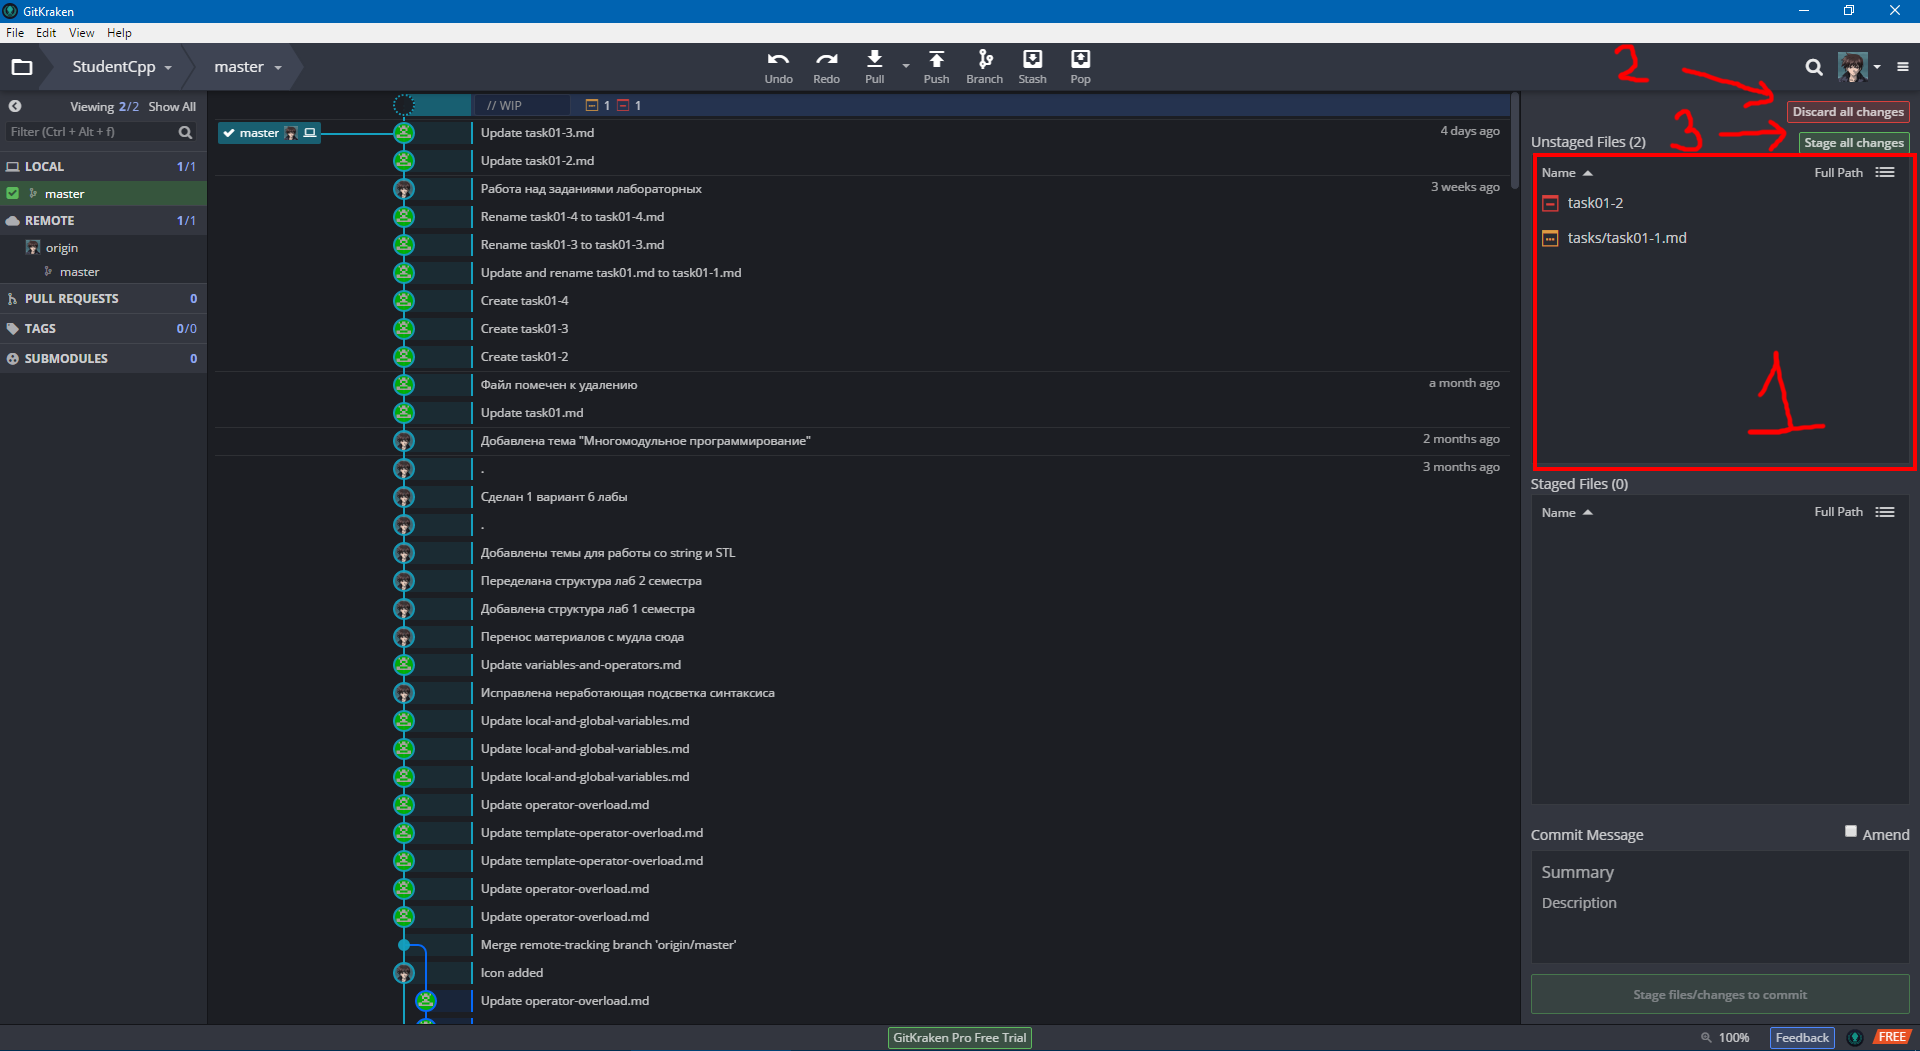 GitKraken
File Edit View Help
StudentCpp master
Undo Redo Pull Push Branch Stash Pop
2
Viewing 2/2 Show All
Filter (Ctrl + Alt + f)
LOCAL 1/1
master
REMOTE 1/1
origin
master
PULL REQUESTS 0
TAGS 0/0
SUBMODULES 0
// WIP 1 1
master Update task01-3.md 4 days ago
Update task01-2.md
Работа над заданиями лабораторных 3 weeks ago
Rename task01-4 to task01-4.md
Rename task01-3 to task01-3.md
Update and rename task01.md to task01-1.md
Create task01-4
Create task01-3
Create task01-2
Файл помечен к удалению a month ago
Update task01.md
Добавлена тема "Многомодульное программирование" 2 months ago
. 3 months ago
Сделан 1 вариант 6 лабы
.
Добавлены темы для работы со string и STL
Переделана структура лаб 2 семестра
Добавлена структура лаб 1 семестра
Перенос материалов с мудла сюда
Update variables-and-operators.md
Исправлена неработающая подсветка синтаксиса
Update local-and-global-variables.md
Update local-and-global-variables.md
Update local-and-global-variables.md
Update operator-overload.md
Update template-operator-overload.md
Update template-operator-overload.md
Update operator-overload.md
Update operator-overload.md
Merge remote-tracking branch 'origin/master'
Icon added
Update operator-overload.md
Discard all changes
3
Unstaged Files (2) Stage all changes
Name Full Path
task01-2
tasks/task01-1.md
1
Staged Files (0)
Name Full Path
Commit Message Amend
Summary
Description
Stage files/changes to commit
GitKraken Pro Free Trial
100% Feedback FREE